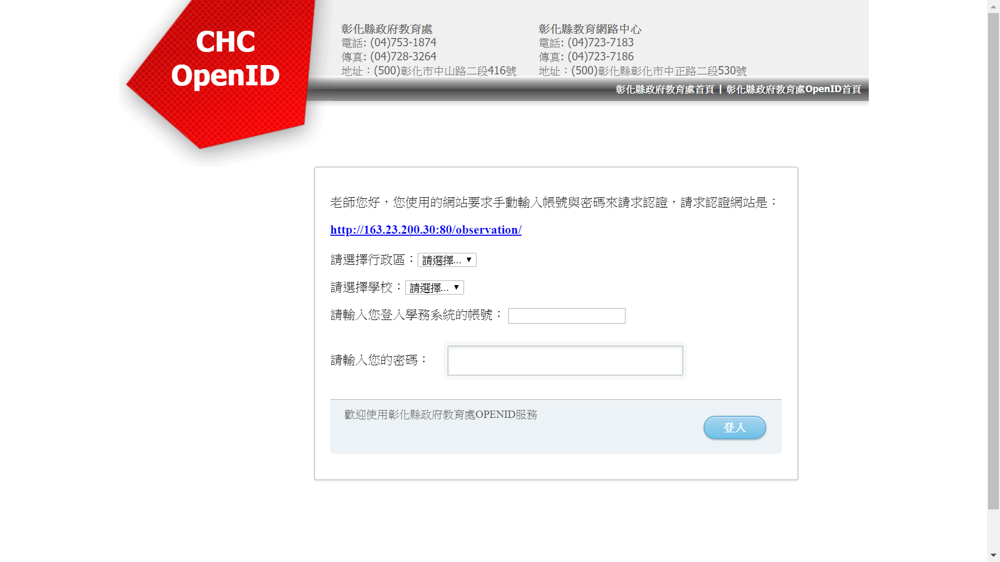 CHC
OpenID
彰化縣政府教育處
電話: (04)753-1874
傳真: (04)728-3264
地址：(500)彰化市中山路二段416號
彰化縣教育網路中心
電話: (04)723-7183
傳真: (04)723-7186
地址：(500)彰化縣彰化市中正路二段530號
彰化縣政府教育處首頁 | 彰化縣政府教育處OpenID首頁
老師您好，您使用的網站要求手動輸入帳號與密碼來請求認證，請求認證網站是：
http://163.23.200.30:80/observation/
請選擇行政區：請選擇...
請選擇學校：請選擇...
請輸入您登入學務系統的帳號：
請輸入您的密碼：
歡迎使用彰化縣政府教育處OPENID服務
登入